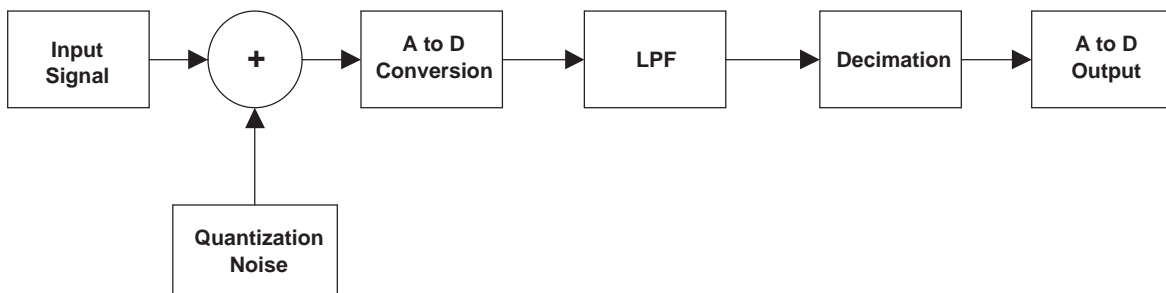 Input
Signal
+
A to D
Conversion
LPF
Decimation
A to D
Output
Quantization
Noise